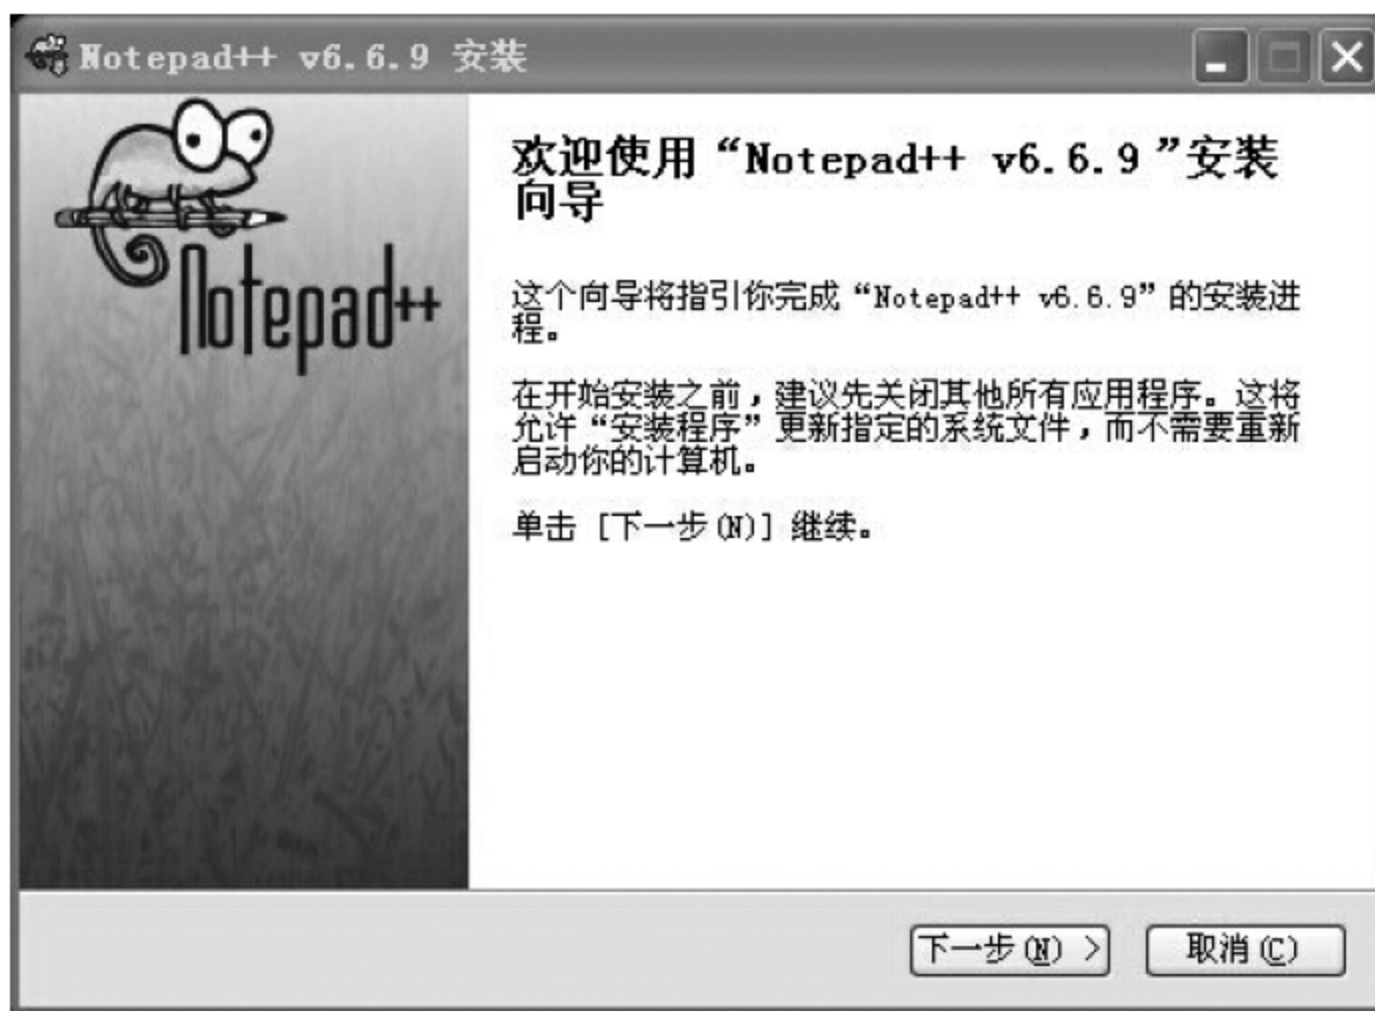 Notepad++ v6.6.9 安装
Notepad++
欢迎使用“Notepad++ v6.6.9”安装
向导
这个向导将指引你完成“Notepad++ v6.6.9”的安装进
程。
在开始安装之前，建议先关闭其他所有应用程序。这将
允许“安装程序”更新指定的系统文件，而不需要重新
启动你的计算机。
单击 [下一步(N)] 继续。
下一步(N) >
取消(C)